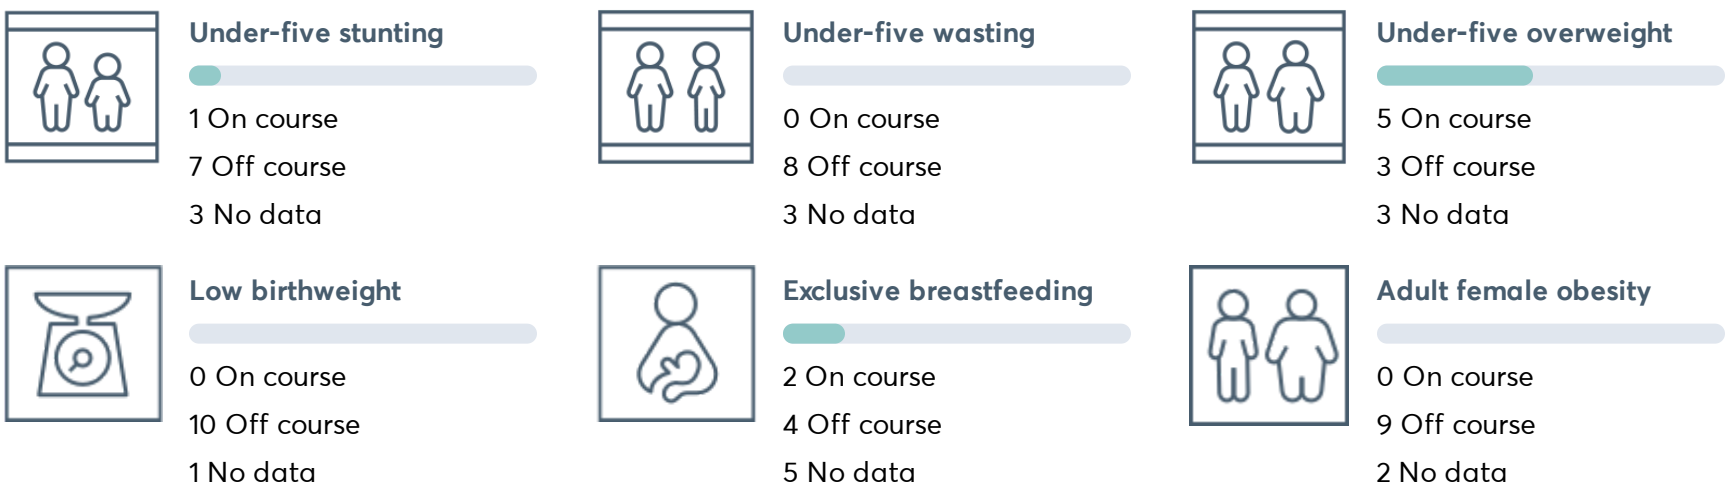 Under-five stunting
1 On course
7 Off course
3 No data
Under-five wasting
0 On course
8 Off course
3 No data
Under-five overweight
5 On course
3 Off course
3 No data
Low birthweight
0 On course
10 Off course
1 No data
Exclusive breastfeeding
2 On course
4 Off course
5 No data
Adult female obesity
0 On course
9 Off course
2 No data